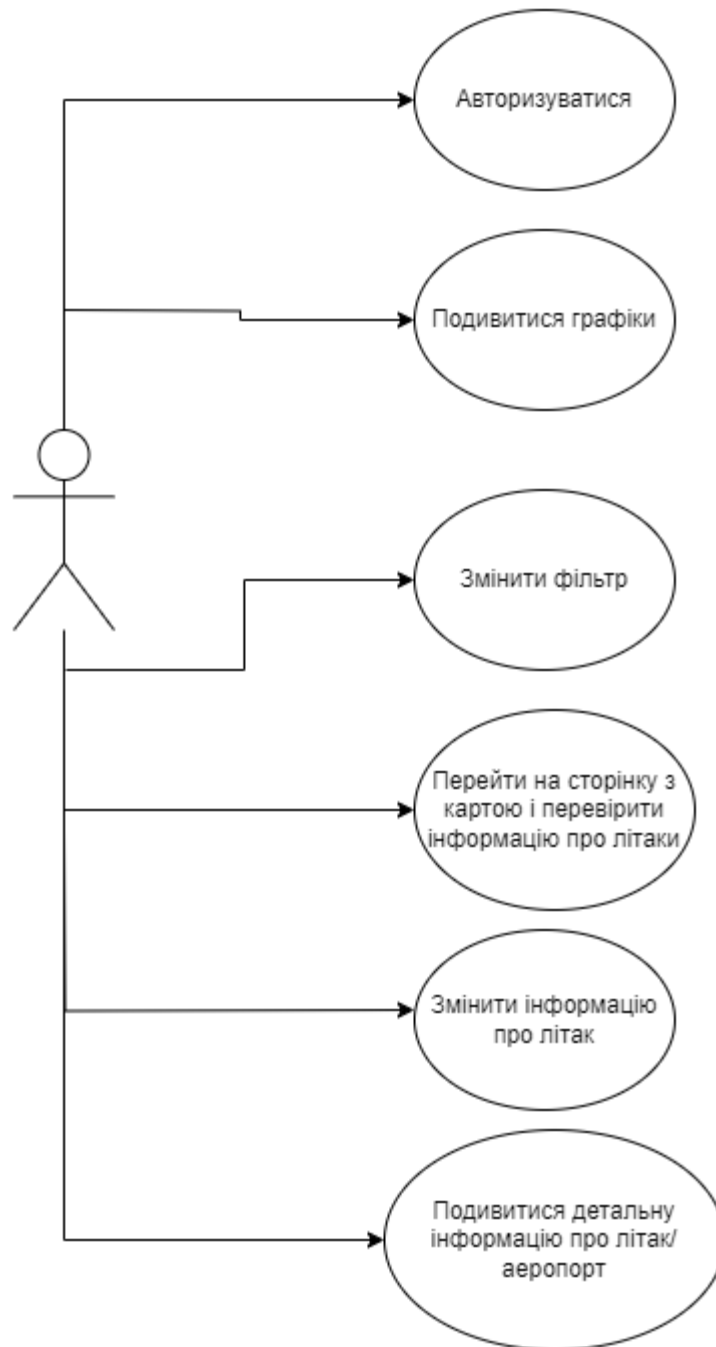 Авторизуватися
Подивитися графіки
Змінити фільтр
Перейти на сторінку з
картою і перевірити
інформацію про літаки
Змінити інформацію
про літак
Подивитися детальну
інформацію про літак/
аеропорт